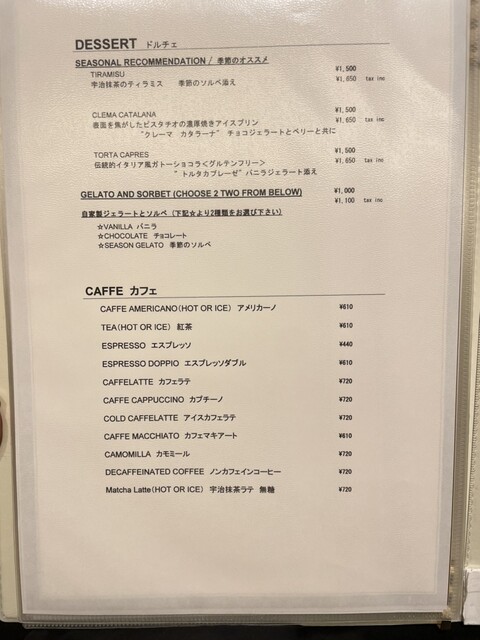 DESSERT ドルチェ
SEASONAL RECOMMENDATION / 季節のオススメ
TIRAMISU ¥1,500
宇治抹茶のティラミス 季節のソルベ添え ¥1,650 tax inc
CLEMA CATALANA ¥1,500
表面を焦がしたピスタチオの濃厚焼きアイスプリン ¥1,650 tax inc
"クレーマ カタラーナ" チョコジェラートとベリーと共に
TORTA CAPRES ¥1,500
伝統的イタリア風ガトーショコラ<グルテンフリー> ¥1,650 tax inc
" トルタカプレーゼ" バニラジェラート添え
GELATO AND SORBET (CHOOSE 2 TWO FROM BELOW) ¥1,000
¥1,100 tax inc
自家製ジェラートとソルベ (下記☆より2種類をお選び下さい)
☆VANILLA バニラ
☆CHOCOLATE チョコレート
☆SEASON GELATO 季節のソルベ
CAFFE カフェ
CAFFE AMERICANO(HOT OR ICE) アメリカーノ ¥610
TEA(HOT OR ICE) 紅茶 ¥610
ESPRESSO エスプレッソ ¥440
ESPRESSO DOPPIO エスプレッソダブル ¥610
CAFFELATTE カフェラテ ¥720
CAFFE CAPPUCCINO カプチーノ ¥720
COLD CAFFELATTE アイスカフェラテ ¥720
CAFFE MACCHIATO カフェマキアート ¥610
CAMOMILLA カモミール ¥720
DECAFFEINATED COFFEE ノンカフェインコーヒー ¥720
Matcha Latte(HOT OR ICE) 宇治抹茶ラテ 無糖 ¥720